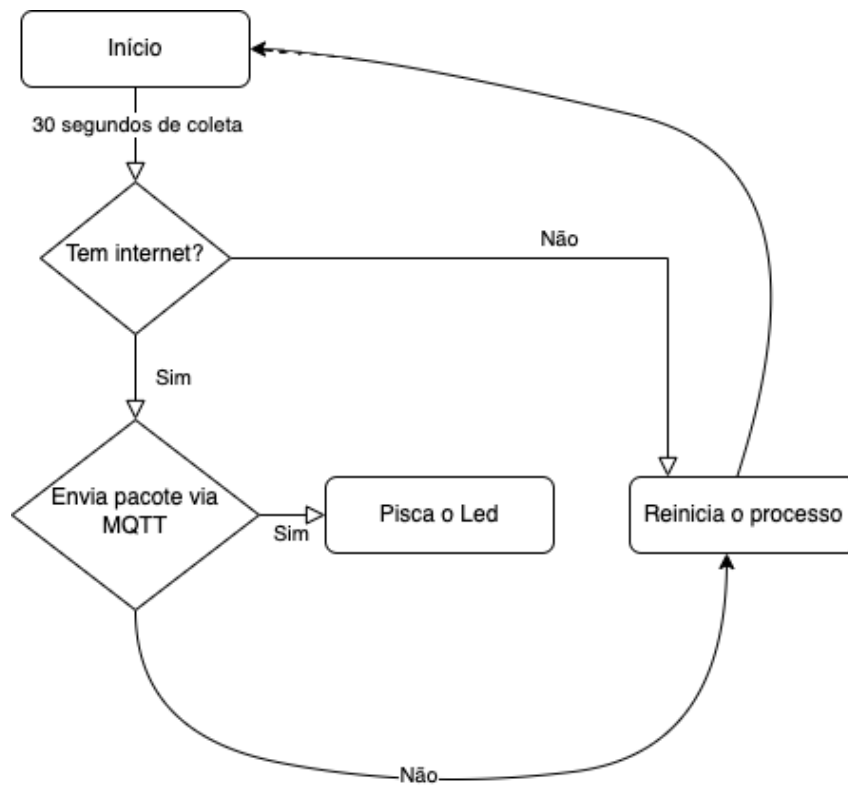 Início
30 segundos de coleta
Tem internet?
Não
Sim
Envia pacote via
MQTT
Sim
Pisca o Led
Reinicia o processo
Não